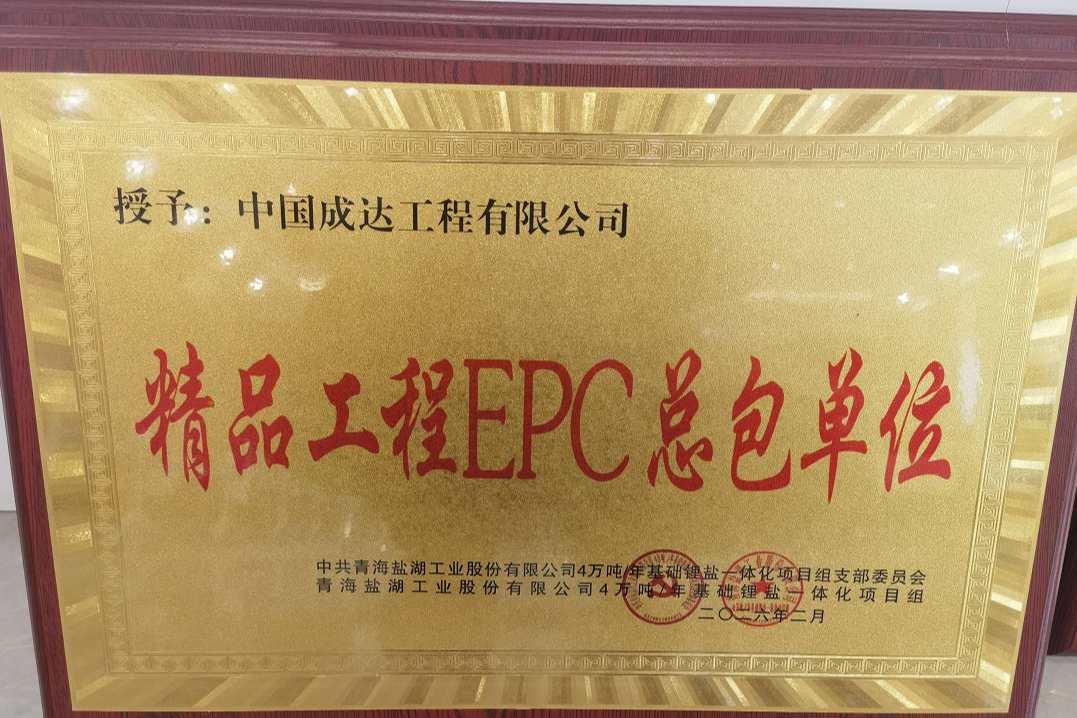 授予：中国成达工程有限公司
精品工程EPC总包单位
中共青海盐湖工业股份有限公司4万吨/年基础锂盐一体化项目组支部委员会
青海盐湖工业股份有限公司4万吨/年基础锂盐一体化项目组
二〇二六年二月